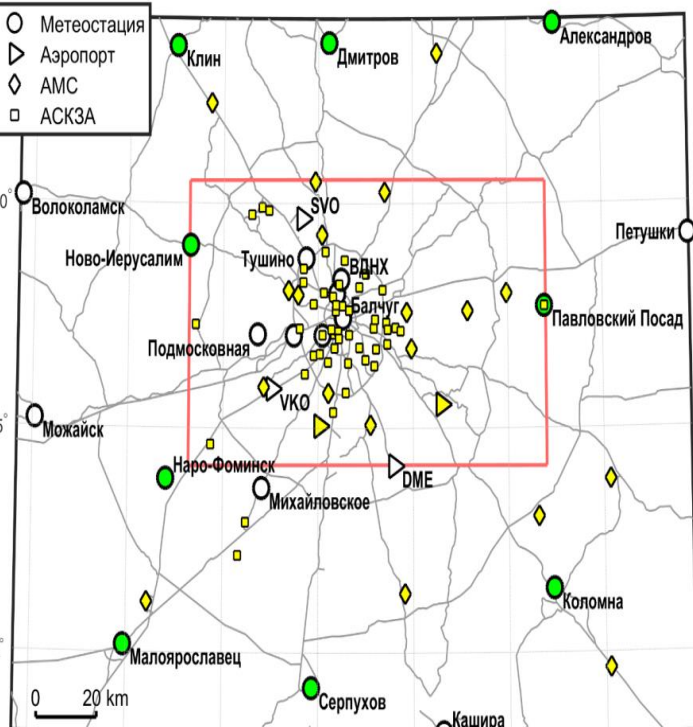 Метеостация
Аэропорт
АМС
АСКЗА
Клин
Дмитров
Александров
0°
Волоколамск
SVO
Петушки
Ново-Иерусалим
Тушино
ВДНХ
Балчуг
Павловский Посад
Подмосковная
VKO
Можайск
Наро-Фоминск
DME
Михайловское
Коломна
Малоярославец
0 20 km
Серпухов
Кашира